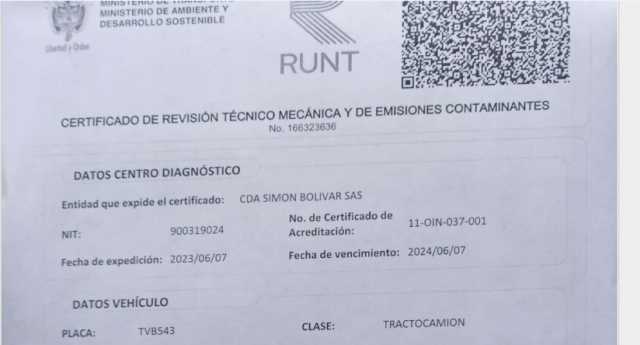 MINISTERIO DE TRANSPORTE
MINISTERIO DE AMBIENTE Y
DESARROLLO SOSTENIBLE
Libertad y Orden
RUNT
CERTIFICADO DE REVISIÓN TÉCNICO MECÁNICA Y DE EMISIONES CONTAMINANTES
No. 166323636
DATOS CENTRO DIAGNÓSTICO
Entidad que expide el certificado: CDA SIMON BOLIVAR SAS
NIT: 900319024 No. de Certificado de Acreditación: 11-OIN-037-001
Fecha de expedición: 2023/06/07 Fecha de vencimiento: 2024/06/07
DATOS VEHÍCULO
PLACA: TVB543 CLASE: TRACTOCAMION